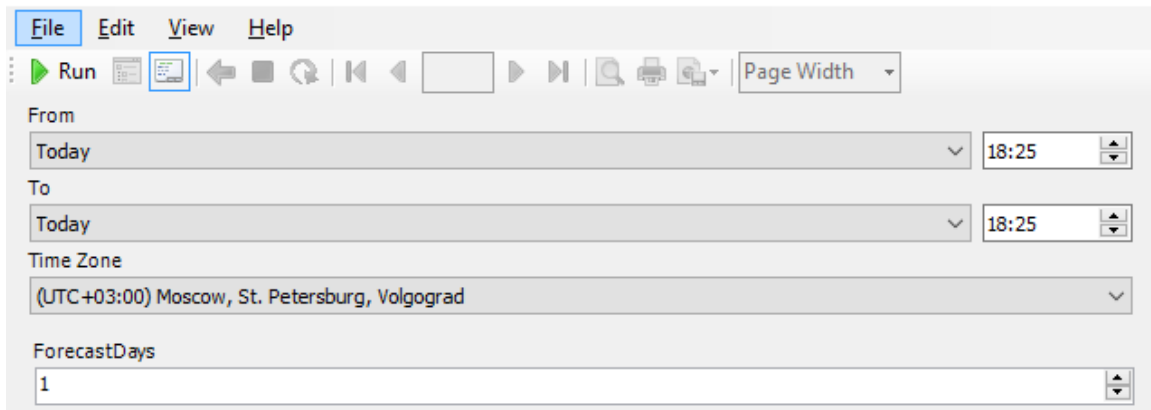 File Edit View Help
Run Page Width
From
Today 18:25
To
Today 18:25
Time Zone
(UTC+03:00) Moscow, St. Petersburg, Volgograd
ForecastDays
1